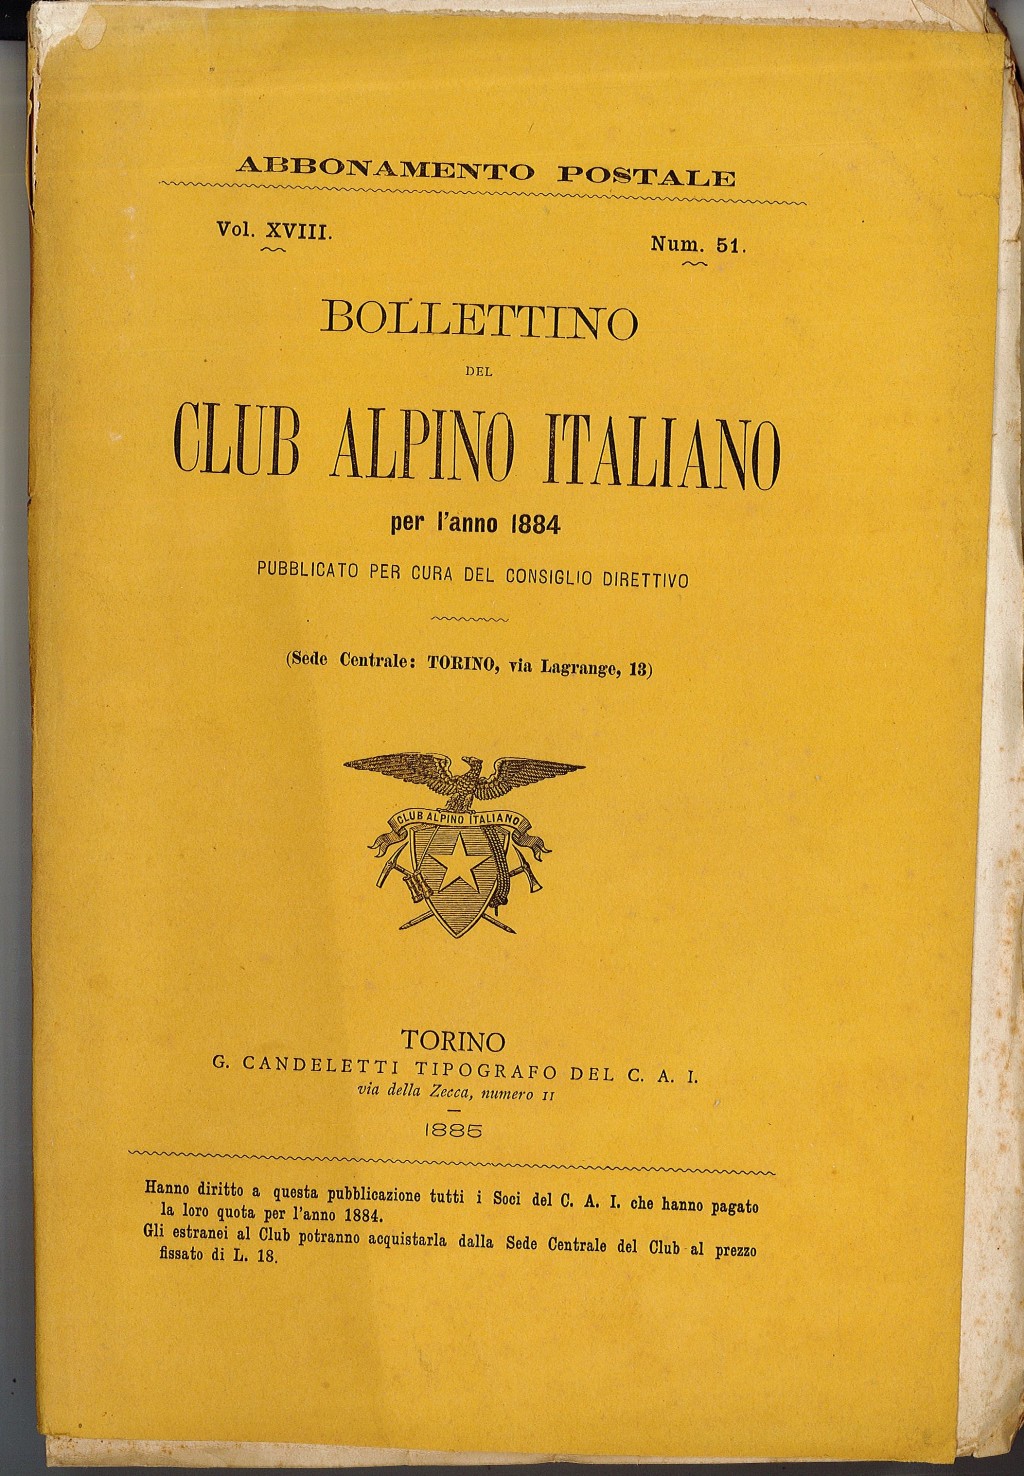 ABBONAMENTO POSTALE
Vol. XVIII.
Num. 51.
BOLLETTINO
DEL
CLUB ALPINO ITALIANO
per l'anno 1884
PUBBLICATO PER CURA DEL CONSIGLIO DIRETTIVO
(Sede Centrale: TORINO, via Lagrange, 13)
CLUB ALPINO ITALIANO
TORINO
G. CANDELETTI TIPOGRAFO DEL C. A. I.
via della Zecca, numero 11
1885
Hanno diritto a questa pubblicazione tutti i Soci del C. A. I. che hanno pagato
la loro quota per l'anno 1884.
Gli estranei al Club potranno acquistarla dalla Sede Centrale del Club al prezzo
fissato di L. 18.